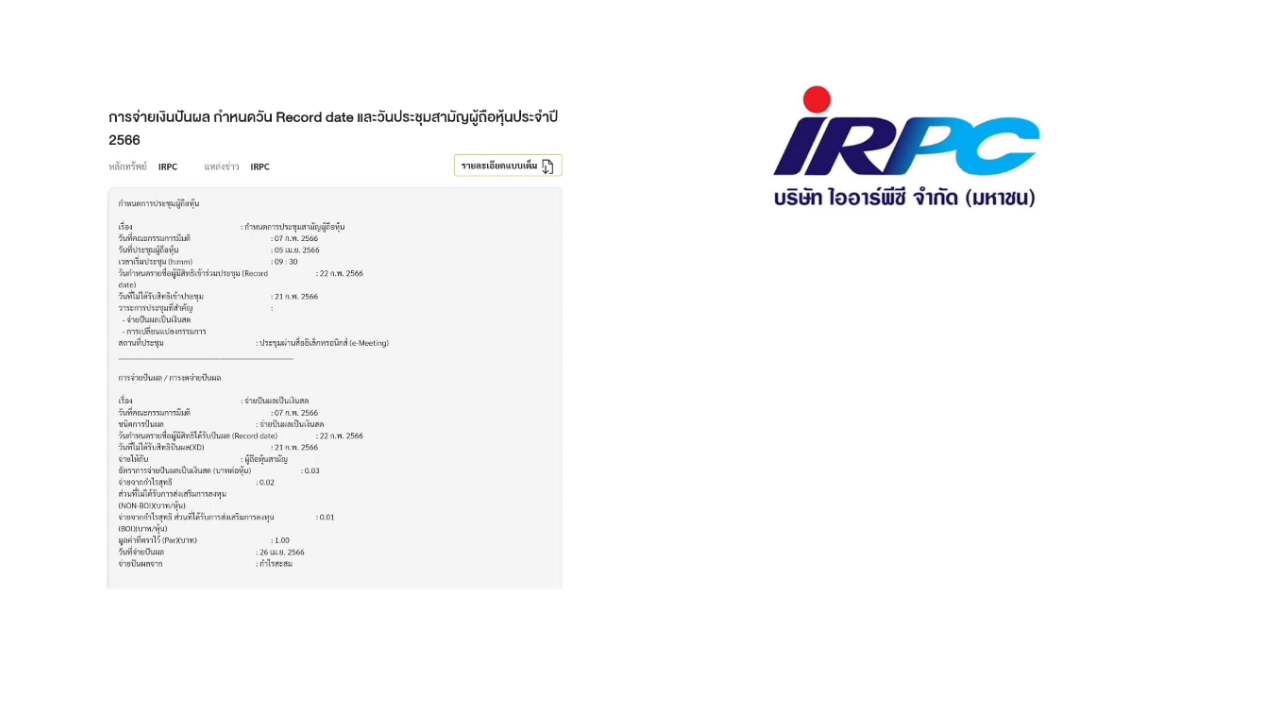 การจ่ายเงินปันผล กำหนดวัน Record date และวันประชุมสามัญผู้ถือหุ้นประจำปี
2566
หลักทรัพย์ IRPC แหล่งข่าว IRPC
รายละเอียดแบบเต็ม
กำหนดการประชุมผู้ถือหุ้น
เรื่อง : กำหนดการประชุมสามัญผู้ถือหุ้น
วันที่คณะกรรมการมีมติ : 07 ก.พ. 2566
วันที่ประชุมผู้ถือหุ้น : 05 เม.ย. 2566
เวลาเริ่มประชุม (h:mm) : 09 : 30
วันกำหนดรายชื่อผู้มีสิทธิเข้าร่วมประชุม (Record : 22 ก.พ. 2566
date)
วันที่ไม่ได้รับสิทธิเข้าประชุม : 21 ก.พ. 2566
วาระการประชุมที่สำคัญ :
- จ่ายปันผลเป็นเงินสด
- การเปลี่ยนแปลงกรรมการ
สถานที่ประชุม : ประชุมผ่านสื่ออิเล็กทรอนิกส์ (e-Meeting)
การจ่ายปันผล / การงดจ่ายปันผล
เรื่อง : จ่ายปันผลเป็นเงินสด
วันที่คณะกรรมการมีมติ : 07 ก.พ. 2566
ชนิดการปันผล : จ่ายปันผลเป็นเงินสด
วันกำหนดรายชื่อผู้มีสิทธิได้รับปันผล (Record date) : 22 ก.พ. 2566
วันที่ไม่ได้รับสิทธิปันผล(XD) : 21 ก.พ. 2566
จ่ายให้กับ : ผู้ถือหุ้นสามัญ
อัตราการจ่ายปันผลเป็นเงินสด (บาทต่อหุ้น) : 0.03
จ่ายจากกำไรสุทธิ : 0.02
ส่วนที่ไม่ได้รับการส่งเสริมการลงทุน
(NON-BOI)(บาท/หุ้น)
จ่ายจากกำไรสุทธิ ส่วนที่ได้รับการส่งเสริมการลงทุน : 0.01
(BOI)(บาท/หุ้น)
มูลค่าที่ตราไว้ (Par)(บาท) : 1.00
วันที่จ่ายปันผล : 26 เม.ย. 2566
จ่ายปันผลจาก : กำไรสะสม
IRPC
บริษัท ไออาร์พีซี จำกัด (มหาชน)